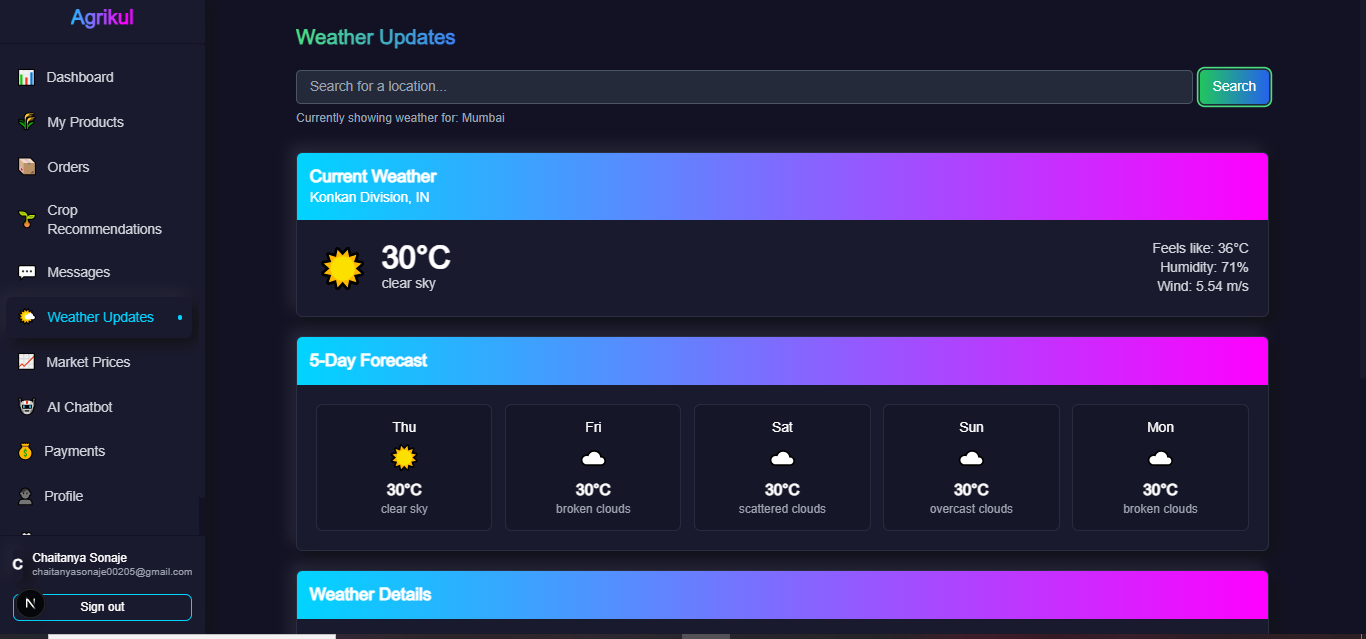 Agrikul
Dashboard
My Products
Orders
Crop
Recommendations
Messages
Weather Updates
Market Prices
AI Chatbot
Payments
Profile
C
Chaitanya Sonaje
chaitanyasonaje00205@gmail.com
N
Sign out
Weather Updates
Search for a location...
Search
Currently showing weather for: Mumbai
Current Weather
Konkan Division, IN
30°C
clear sky
Feels like: 36°C
Humidity: 71%
Wind: 5.54 m/s
5-Day Forecast
Thu
30°C
clear sky
Fri
30°C
broken clouds
Sat
30°C
scattered clouds
Sun
30°C
overcast clouds
Mon
30°C
broken clouds
Weather Details